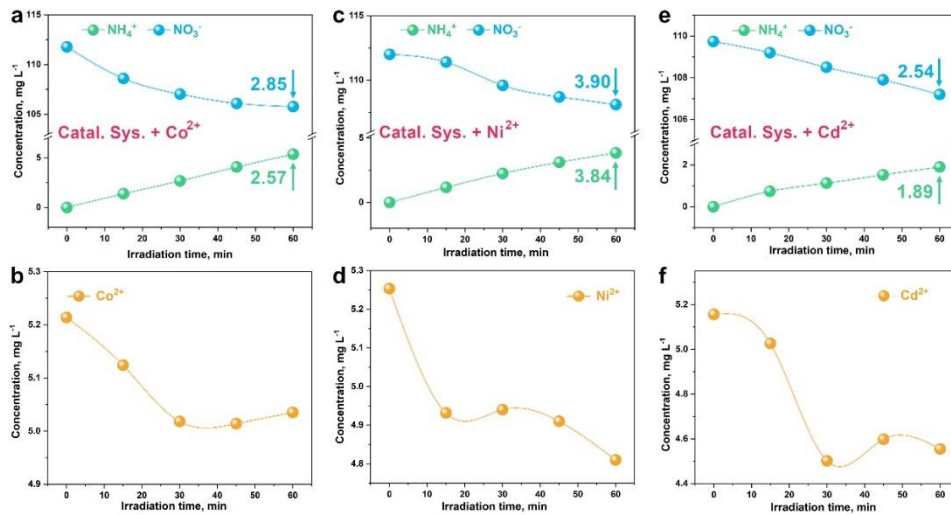 a
NH₄⁺ NO₃⁻
Concentration, mg L⁻¹
115
110
105
5
0
2.85
Catal. Sys. + Co²⁺
2.57
0 10 20 30 40 50 60
Irradiation time, min
c
NH₄⁺ NO₃⁻
Concentration, mg L⁻¹
115
110
5
0
3.90
Catal. Sys. + Ni²⁺
3.84
0 10 20 30 40 50 60
Irradiation time, min
e
NH₄⁺ NO₃⁻
Concentration, mg L⁻¹
110
108
106
2
0
2.54
Catal. Sys. + Cd²⁺
1.89
0 10 20 30 40 50 60
Irradiation time, min
b
Co²⁺
Concentration, mg L⁻¹
5.3
5.2
5.1
5.0
4.9
0 10 20 30 40 50 60
Irradiation time, min
d
Ni²⁺
Concentration, mg L⁻¹
5.3
5.2
5.1
5.0
4.9
4.8
0 10 20 30 40 50 60
Irradiation time, min
f
Cd²⁺
Concentration, mg L⁻¹
5.2
5.0
4.8
4.6
4.4
0 10 20 30 40 50 60
Irradiation time, min